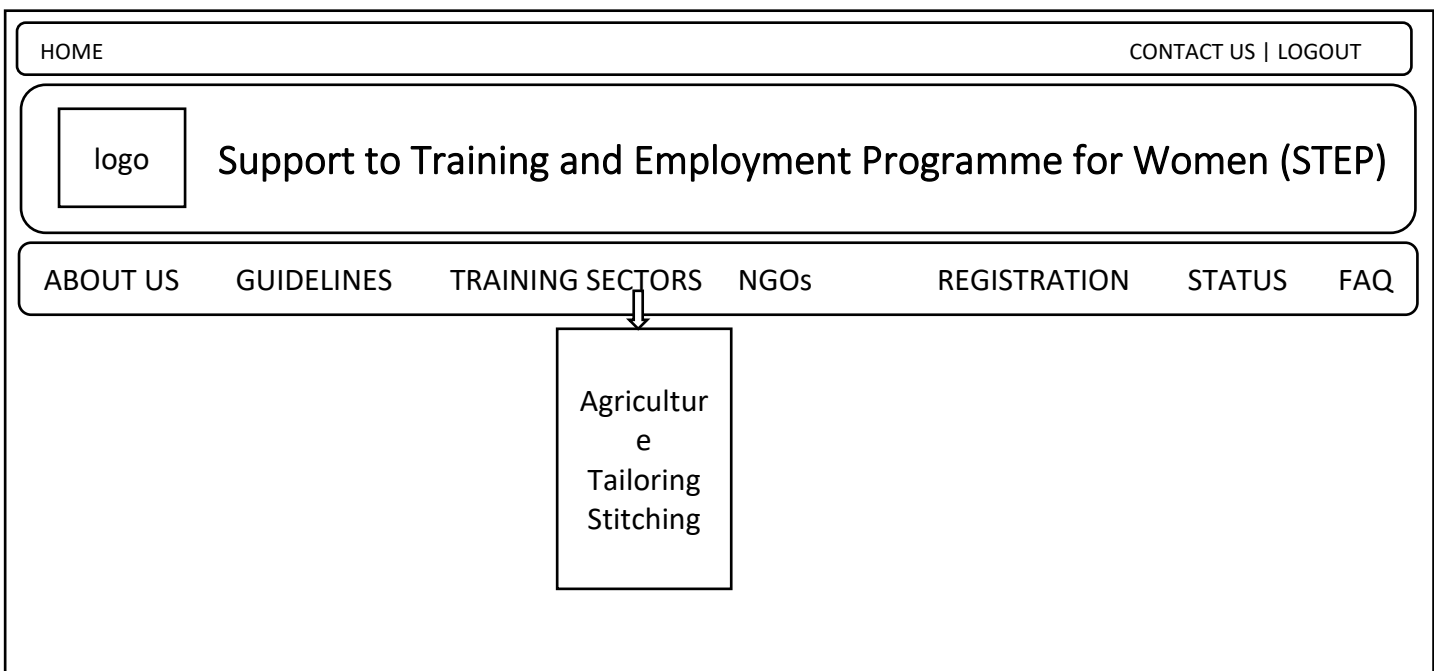 HOME CONTACT US | LOGOUT
logo Support to Training and Employment Programme for Women (STEP)
ABOUT US GUIDELINES TRAINING SECTORS NGOs REGISTRATION STATUS FAQ
Agricultur
e
Tailoring
Stitching